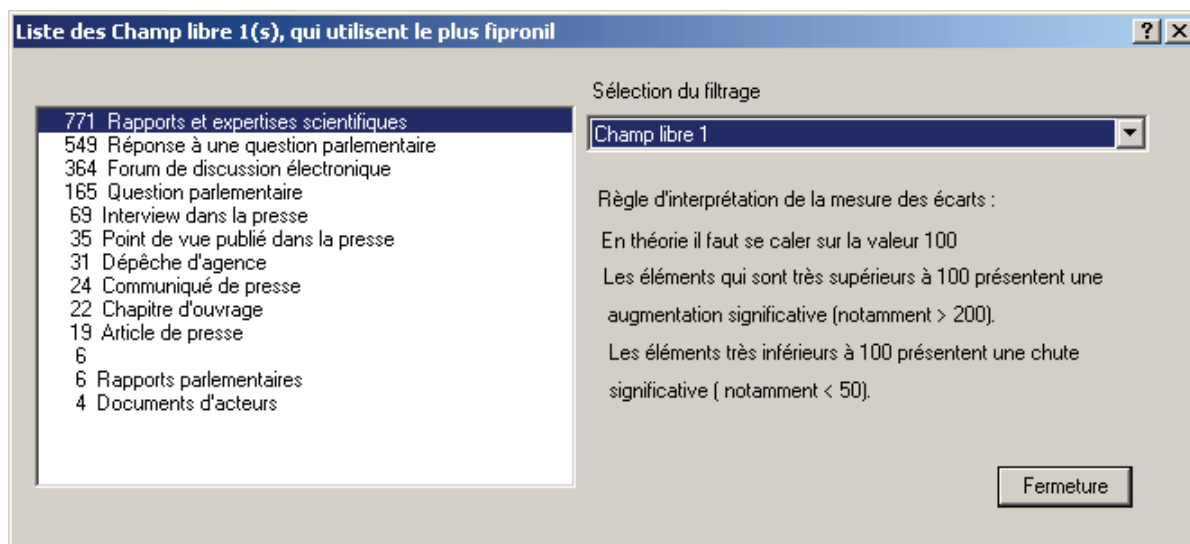 Liste des Champ libre 1(s), qui utilisent le plus fipronil
771 Rapports et expertises scientifiques
549 Réponse à une question parlementaire
364 Forum de discussion électronique
165 Question parlementaire
69 Interview dans la presse
35 Point de vue publié dans la presse
31 Dépêche d'agence
24 Communiqué de presse
22 Chapitre d'ouvrage
19 Article de presse
6
6 Rapports parlementaires
4 Documents d'acteurs
Sélection du filtrage
Champ libre 1
Règle d'interprétation de la mesure des écarts :
En théorie il faut se caler sur la valeur 100
Les éléments qui sont très supérieurs à 100 présentent une
augmentation significative (notamment > 200).
Les éléments très inférieurs à 100 présentent une chute
significative ( notamment < 50).
Fermeture